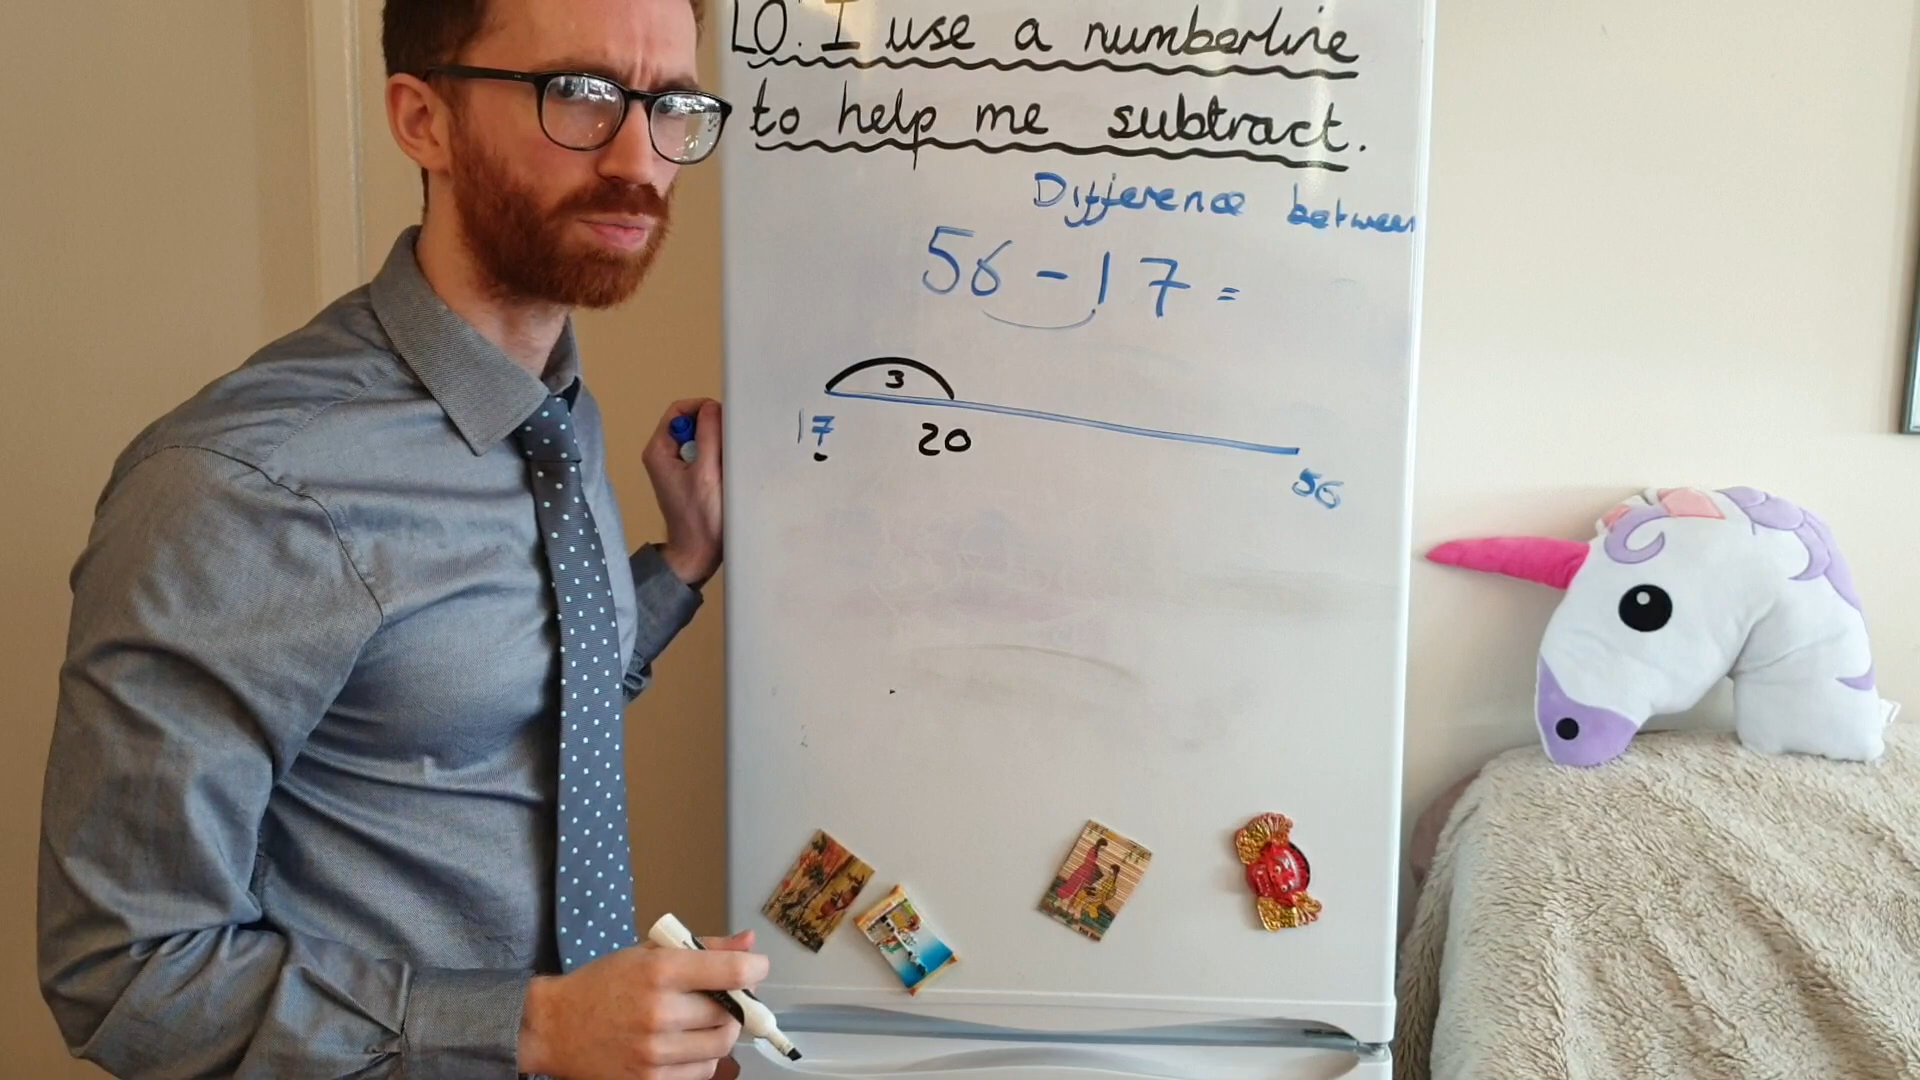 LO: I use a numberline
to help me subtract.
Difference between
56 - 17 =
3
17 20
56